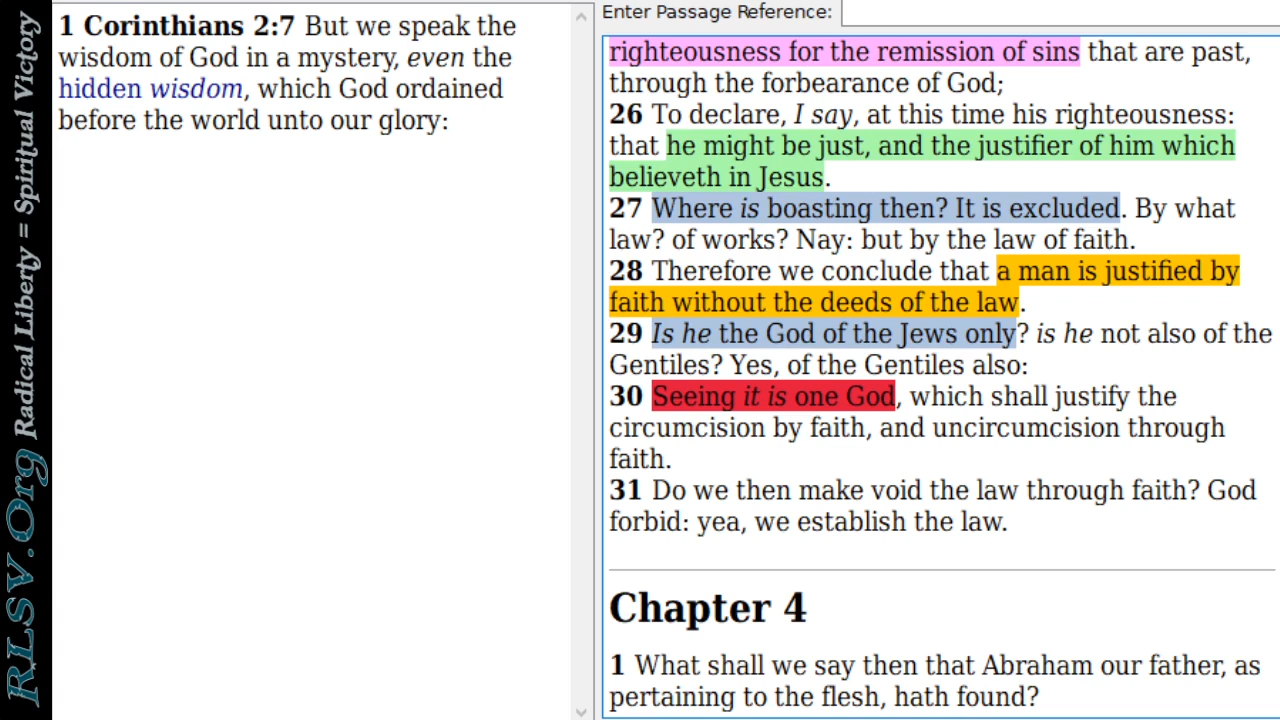 RLSV.Org Radical Liberty = Spiritual Victory
1 Corinthians 2:7 But we speak the
wisdom of God in a mystery, even the
hidden wisdom, which God ordained
before the world unto our glory:
Enter Passage Reference:
righteousness for the remission of sins that are past,
through the forbearance of God;
26 To declare, I say, at this time his righteousness:
that he might be just, and the justifier of him which
believeth in Jesus.
27 Where is boasting then? It is excluded. By what
law? of works? Nay: but by the law of faith.
28 Therefore we conclude that a man is justified by
faith without the deeds of the law.
29 Is he the God of the Jews only? is he not also of the
Gentiles? Yes, of the Gentiles also:
30 Seeing it is one God, which shall justify the
circumcision by faith, and uncircumcision through
faith.
31 Do we then make void the law through faith? God
forbid: yea, we establish the law.
Chapter 4
1 What shall we say then that Abraham our father, as
pertaining to the flesh, hath found?